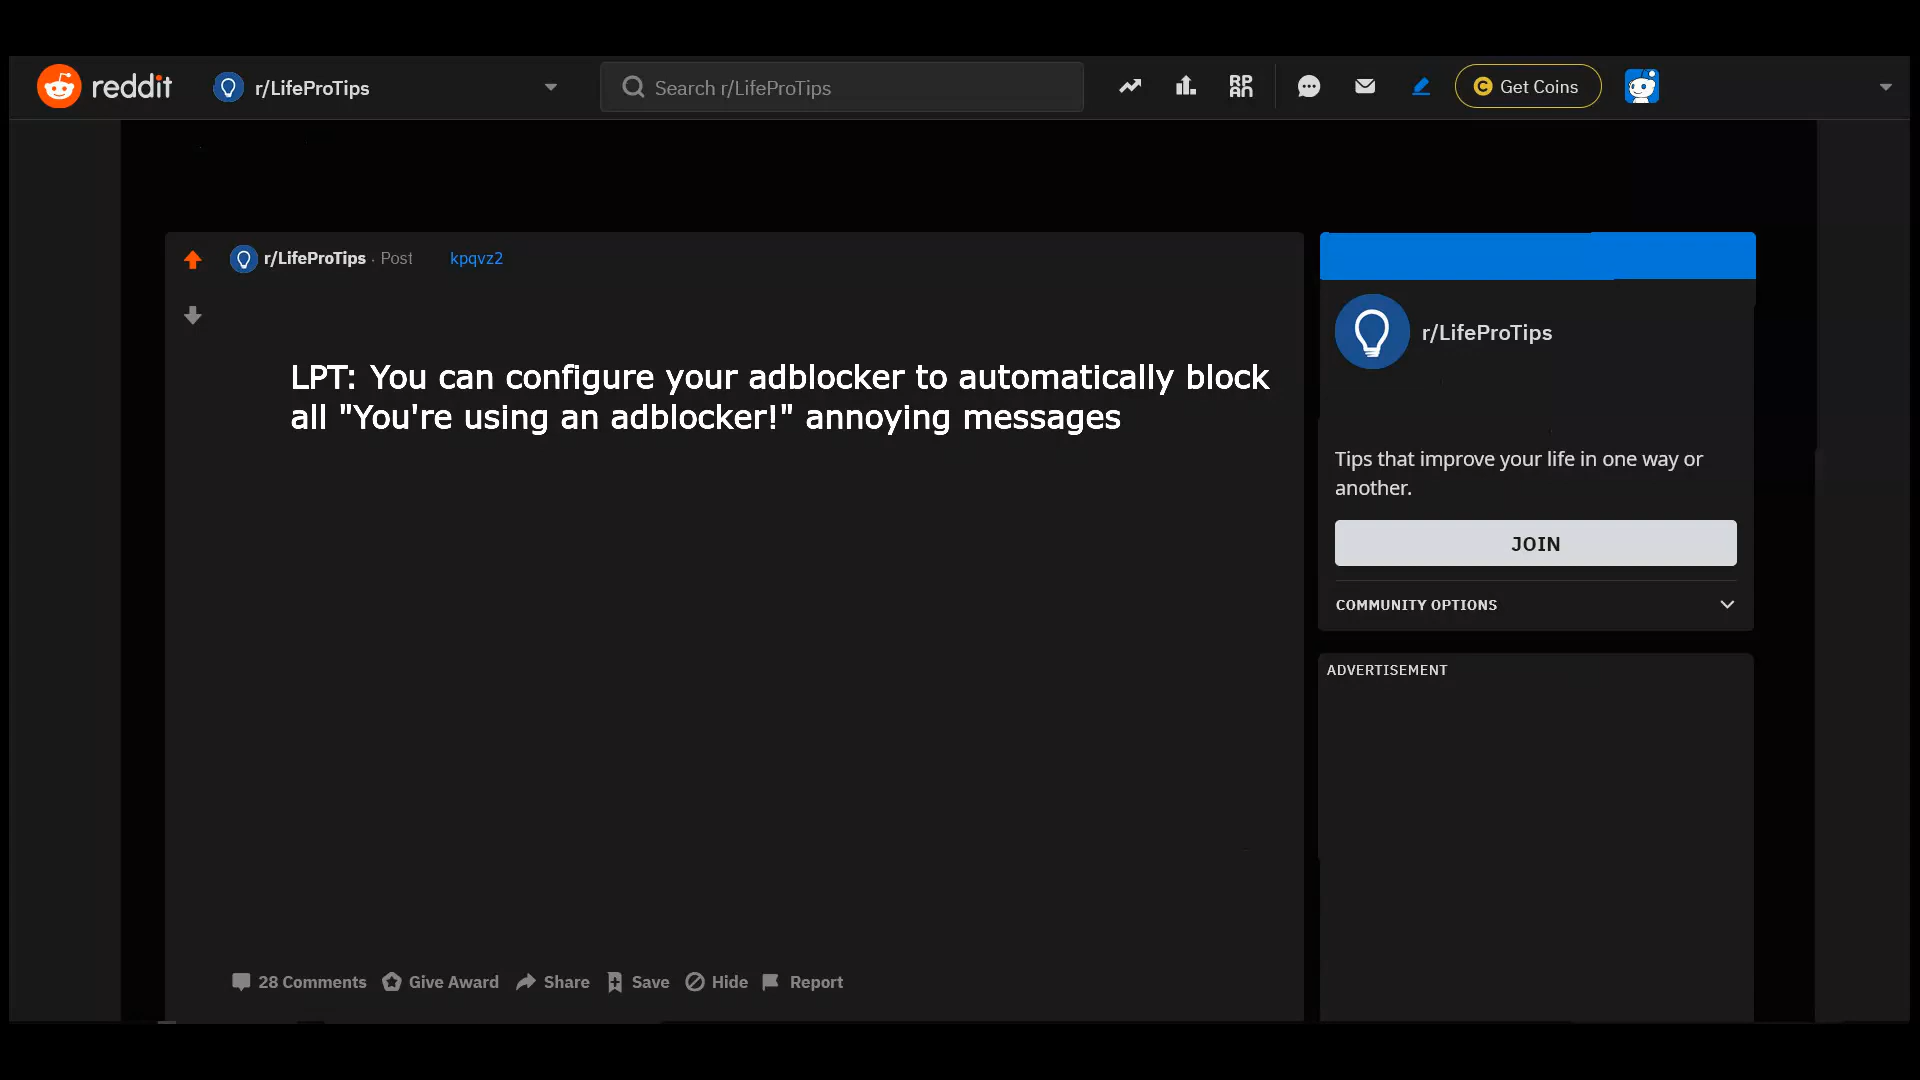 reddit
r/LifeProTips
Search r/LifeProTips
RPAN
Get Coins
r/LifeProTips · Post kpqvz2
LPT: You can configure your adblocker to automatically block
all "You're using an adblocker!" annoying messages
28 Comments
Give Award
Share
Save
Hide
Report
r/LifeProTips
Tips that improve your life in one way or
another.
JOIN
COMMUNITY OPTIONS
ADVERTISEMENT